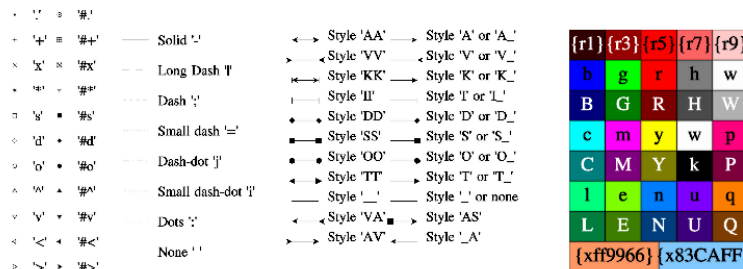 '.' '#.'
'+' '#+'
'x' '#x'
'*' '#*'
's' '#s'
'd' '#d'
'o' '#o'
'^' '#^'
'v' '#v'
'<' '#<'
'>' '#>'
Solid '-'
Long Dash '|'
Dash ';'
Small dash '='
Dash-dot 'j'
Small dash-dot 'i'
Dots ':'
None ' '
Style 'AA' Style 'A' or 'A_'
Style 'VV' Style 'V' or 'V_'
Style 'KK' Style 'K' or 'K_'
Style 'II' Style 'I' or 'I_'
Style 'DD' Style 'D' or 'D_'
Style 'SS' Style 'S' or 'S_'
Style 'OO' Style 'O' or 'O_'
Style 'TT' Style 'T' or 'T_'
Style '__' Style '_' or none
Style 'VA' Style 'AS'
Style 'AV' Style '_A'
{r1} {r3} {r5} {r7} {r9}
b g r h w
B G R H W
c m y w p
C M Y k P
l e n u q
L E N U Q
{xff9966} {x83CAFF